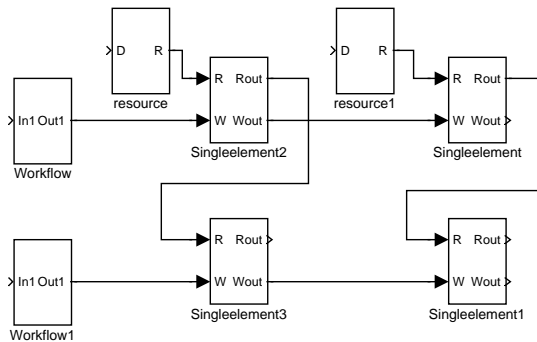 D R
resource
D R
resource1
R Rout
W Wout
Singleelement2
R Rout
W Wout
Singleelement
In1 Out1
Workflow
R Rout
W Wout
Singleelement3
R Rout
W Wout
Singleelement1
In1 Out1
Workflow1